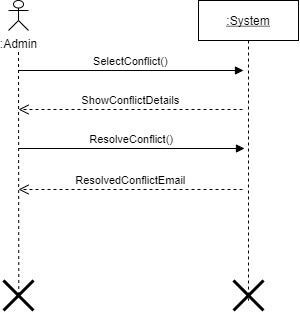 :System
:Admin
SelectConflict()
ShowConflictDetails
ResolveConflict()
ResolvedConflictEmail